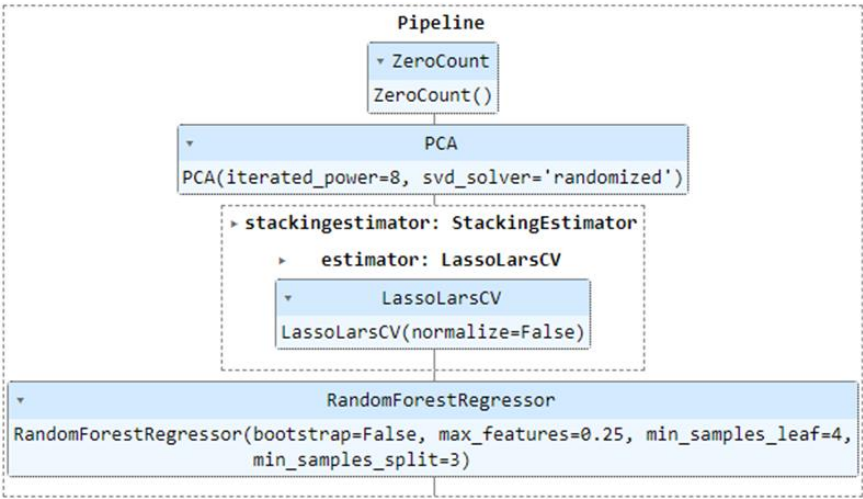 Pipeline
ZeroCount
ZeroCount()
PCA
PCA(iterated_power=8, svd_solver='randomized')
stackingestimator: StackingEstimator
estimator: LassoLarsCV
LassoLarsCV
LassoLarsCV(normalize=False)
RandomForestRegressor
RandomForestRegressor(bootstrap=False, max_features=0.25, min_samples_leaf=4,
min_samples_split=3)